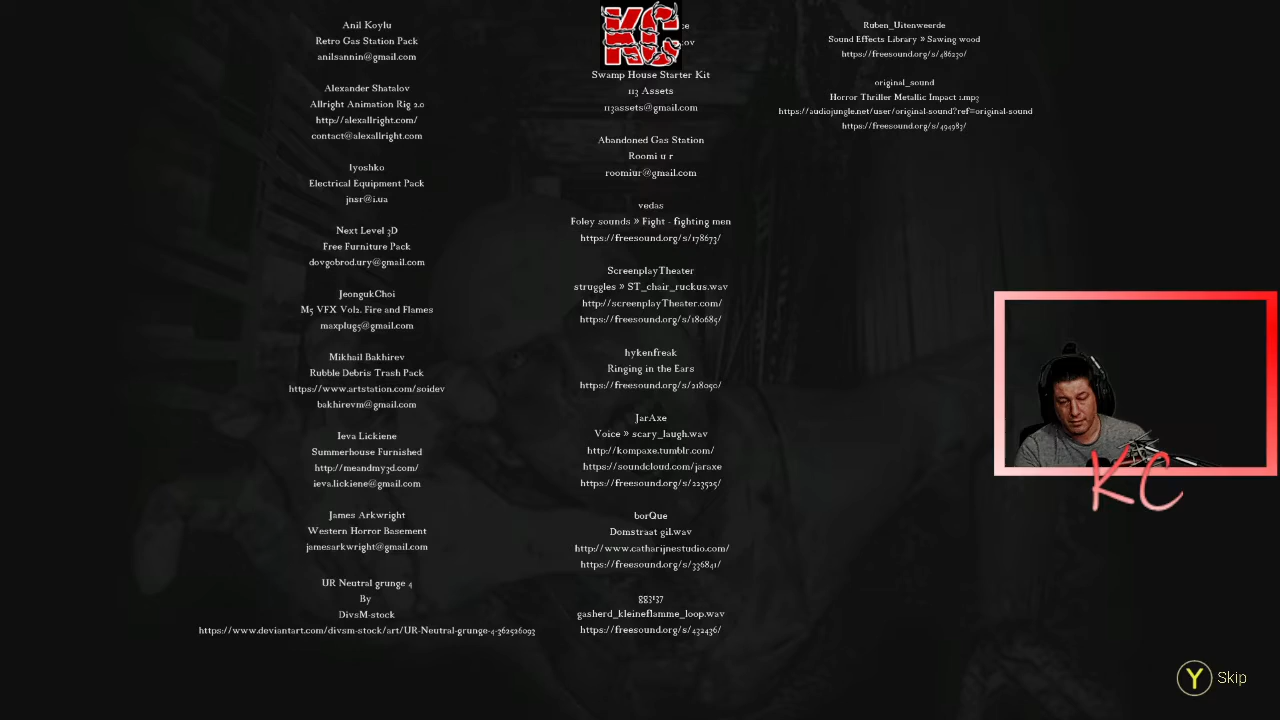 Anil Koylu
Retro Gas Station Pack
anilsannin@gmail.com
Alexander Shatalov
Allright Animation Rig 2.0
http://alexallright.com/
contact@alexallright.com
Iyoshko
Electrical Equipment Pack
jnsr@i.ua
Next Level 3D
Free Furniture Pack
dovgobrod.ury@gmail.com
JeongukChoi
M5 VFX Vol2. Fire and Flames
maxplug5@gmail.com
Mikhail Bakhirev
Rubble Debris Trash Pack
https://www.artstation.com/soidev
bakhirevm@gmail.com
Ieva Lickiene
Summerhouse Furnished
http://meandmy3d.com/
ieva.lickiene@gmail.com
James Arkwright
Western Horror Basement
jamesarkwright@gmail.com
UR Neutral grunge 4
By
DivsM-stock
https://www.deviantart.com/divsm-stock/art/UR-Neutral-grunge-4-362526093
KC
Swamp House Starter Kit
113 Assets
113assets@gmail.com
Abandoned Gas Station
Roomi u r
roomiur@gmail.com
vedas
Foley sounds » Fight - fighting men
https://freesound.org/s/178673/
ScreenplayTheater
struggles » ST_chair_ruckus.wav
http://screenplayTheater.com/
https://freesound.org/s/180685/
hykenfreak
Ringing in the Ears
https://freesound.org/s/218050/
JarAxe
Voice » scary_laugh.wav
http://kompaxe.tumblr.com/
https://soundcloud.com/jaraxe
https://freesound.org/s/223525/
borQue
Domstraat gil.wav
http://www.catharijnestudio.com/
https://freesound.org/s/336841/
gg3137
gasherd_kleineflamme_loop.wav
https://freesound.org/s/432436/
Ruben_Uitenweerde
Sound Effects Library » Sawing wood
https://freesound.org/s/486230/
original_sound
Horror Thriller Metallic Impact 2.mp3
https://audiojungle.net/user/original-sound?ref=original-sound
https://freesound.org/s/494987/
KC
Y Skip